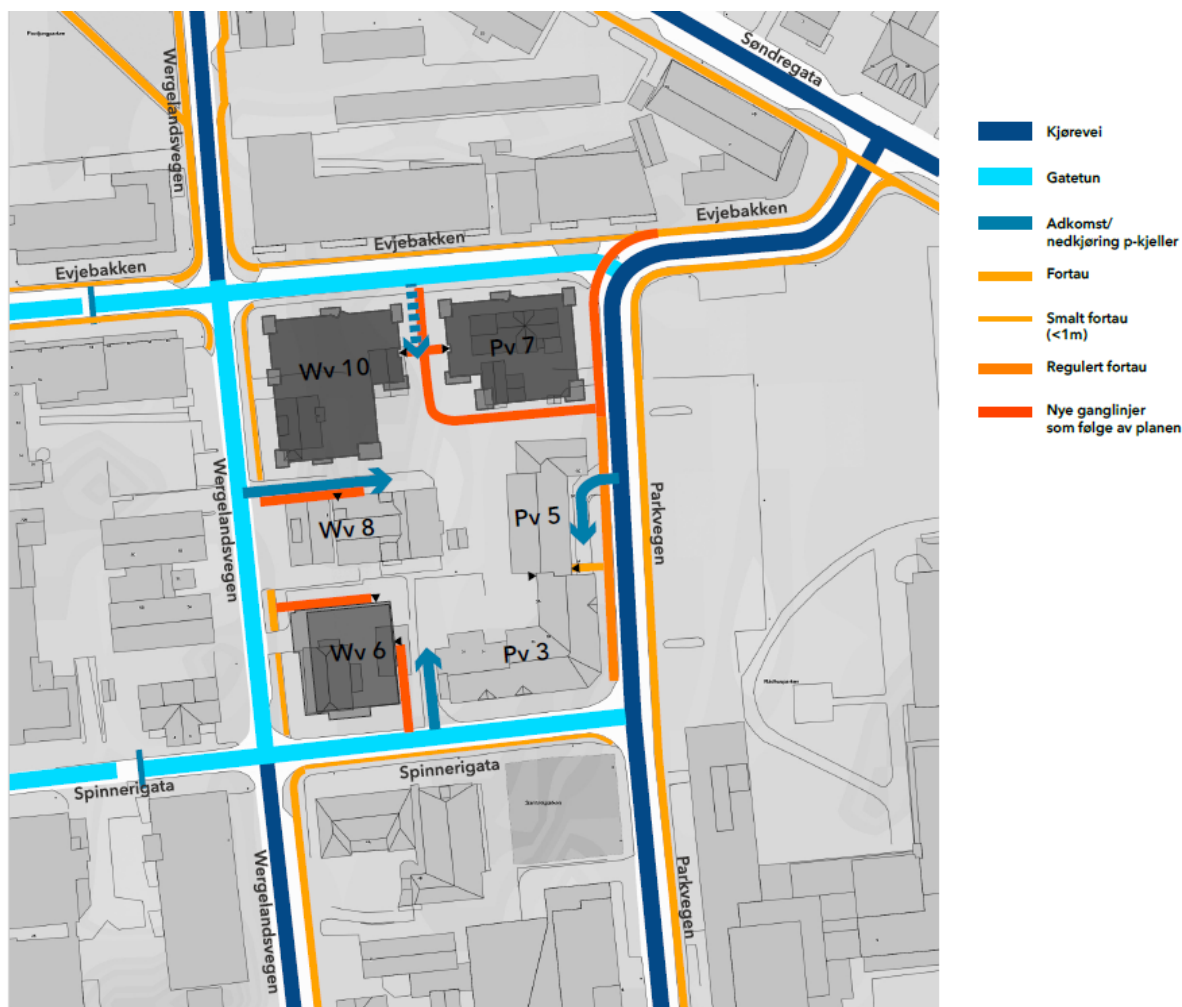 Wergelandsvegen
Søndregata
Wergelandsvegen
Evjebakken
Evjebakken
Evjebakken
Wv 10
Pv 7
Wergelandsvegen
Wv 8
Pv 5
Parkvegen
Wv 6
Pv 3
Spinnerigata
Spinnerigata
Wergelandsvegen
Parkvegen
Kjørevei
Gatetun
Adkomst/
nedkjøring p-kjeller
Fortau
Smalt fortau
(<1m)
Regulert fortau
Nye ganglinjer
som følge av planen